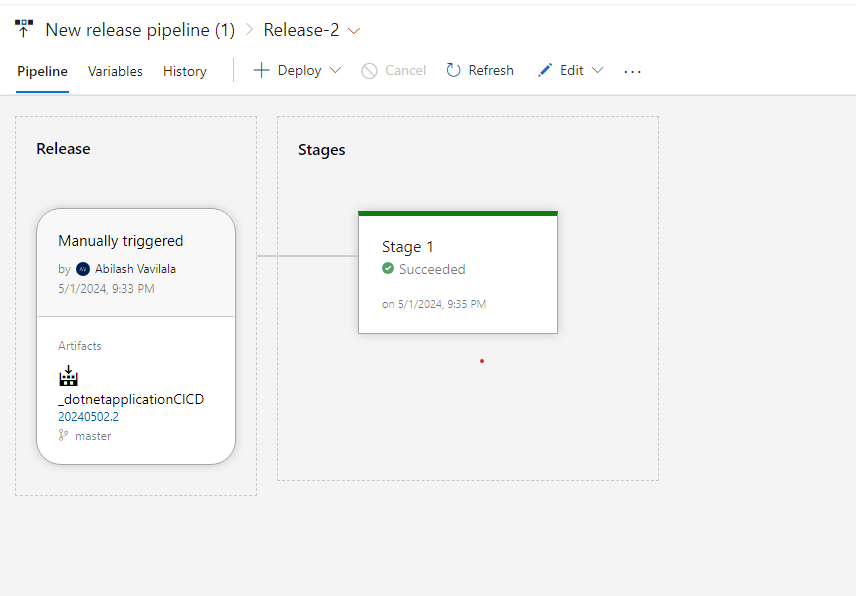 New release pipeline (1) > Release-2
Pipeline Variables History Deploy Cancel Refresh Edit ...
Release
Stages
Manually triggered
by AV Abilash Vavilala
5/1/2024, 9:33 PM
Stage 1
Succeeded
on 5/1/2024, 9:35 PM
Artifacts
_dotnetapplicationCICD
20240502.2
master